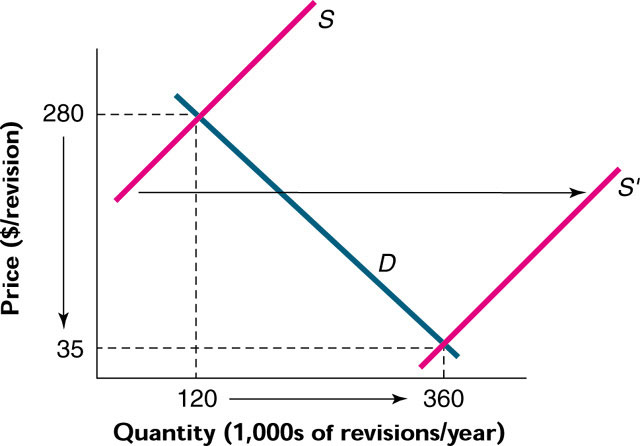 S
280
S'
Price ($/revision)
D
35
120
360
Quantity (1,000s of revisions/year)